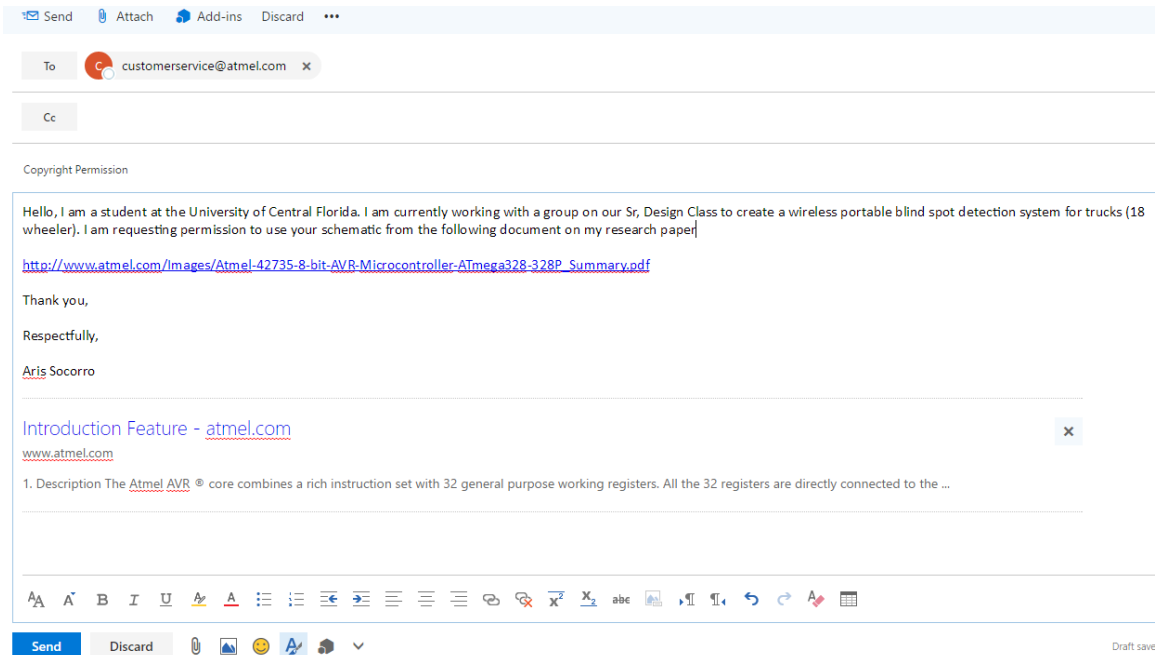 Send Attach Add-ins Discard •••
To C customerservice@atmel.com ×
Cc
Copyright Permission
Hello, I am a student at the University of Central Florida. I am currently working with a group on our Sr, Design Class to create a wireless portable blind spot detection system for trucks (18
wheeler). I am requesting permission to use your schematic from the following document on my research paper
http://www.atmel.com/Images/Atmel-42735-8-bit-AVR-Microcontroller-ATmega328-328P_Summary.pdf
Thank you,
Respectfully,
Aris Socorro
Introduction Feature - atmel.com
www.atmel.com
1. Description The Atmel AVR ® core combines a rich instruction set with 32 general purpose working registers. All the 32 registers are directly connected to the ...
AA A B I U A A x² x₂ abc ¶ ¶ A
Send Discard A Draft save